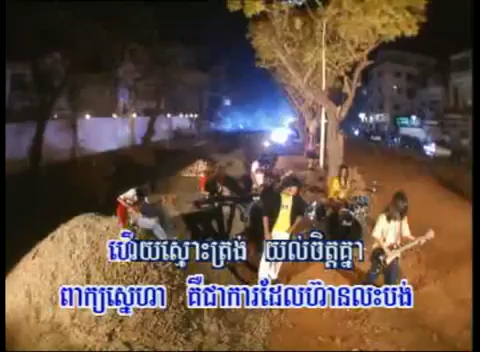 ហើយស្មោះត្រង់ យល់ចិត្តគ្នា
ពាក្យស្នេហា គឺជាការដែលហ៊ានលះបង់